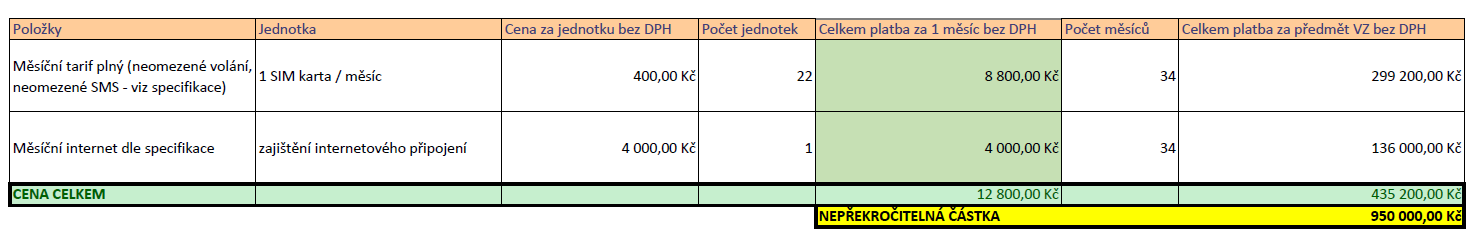 Položky Jednotka Cena za jednotku bez DPH Počet jednotek Celkem platba za 1 měsíc bez DPH Počet měsíců Celkem platba za předmět VZ bez DPH
Měsíční tarif plný (neomezené volání,
neomezené SMS - viz specifikace) 1 SIM karta / měsíc 400,00 Kč 22 8 800,00 Kč 34 299 200,00 Kč
Měsíční internet dle specifikace zajištění internetového připojení 4 000,00 Kč 1 4 000,00 Kč 34 136 000,00 Kč
CENA CELKEM 12 800,00 Kč 435 200,00 Kč
NEPŘEKROČITELNÁ ČÁSTKA 950 000,00 Kč